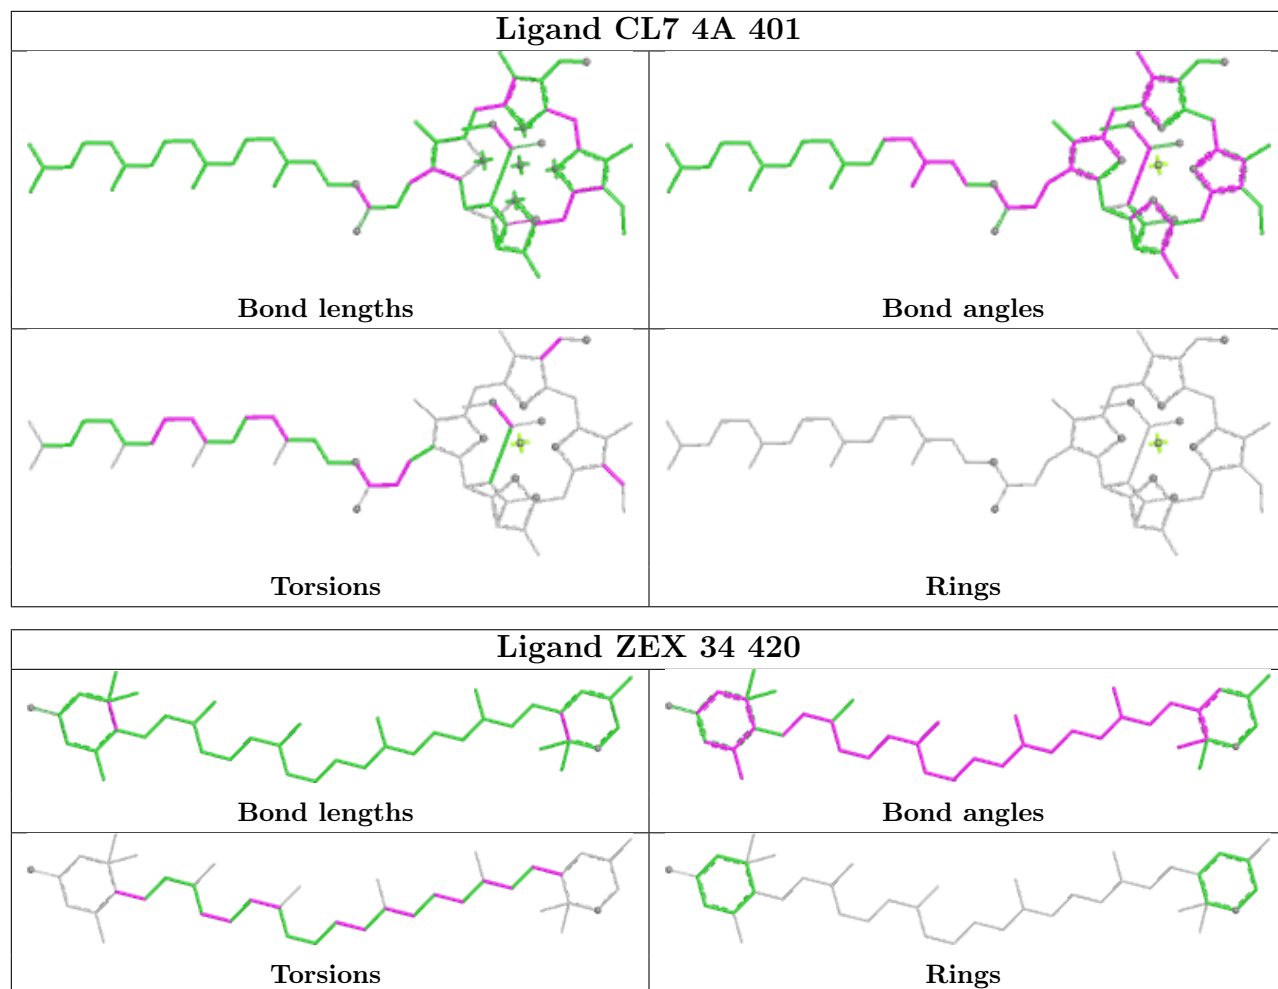 Ligand CL7 4A 401
Bond lengths
Bond angles
Torsions
Rings
Ligand ZEX 34 420
Bond lengths
Bond angles
Torsions
Rings